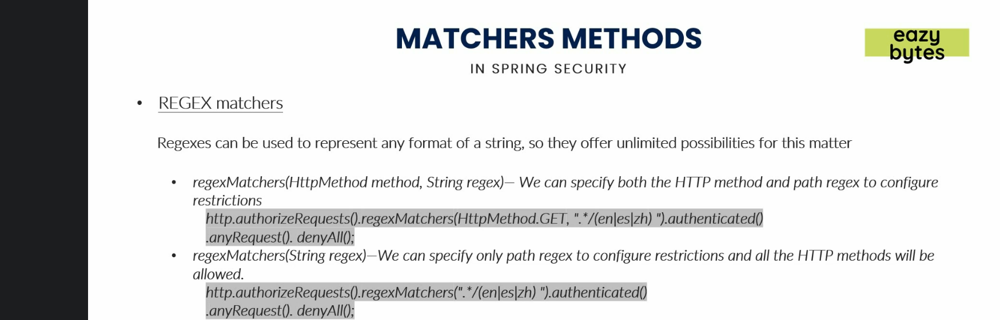 MATCHERS METHODS
eazy
bytes
IN SPRING SECURITY
• REGEX matchers
Regexes can be used to represent any format of a string, so they offer unlimited possibilities for this matter
• regexMatchers(HttpMethod method, String regex)— We can specify both the HTTP method and path regex to configure
restrictions
http.authorizeRequests().regexMatchers(HttpMethod.GET, ".*/(en|es|zh) ").authenticated()
.anyRequest(). denyAll();
• regexMatchers(String regex)—We can specify only path regex to configure restrictions and all the HTTP methods will be
allowed.
http.authorizeRequests().regexMatchers(".*/(en|es|zh) ").authenticated()
.anyRequest(). denyAll();